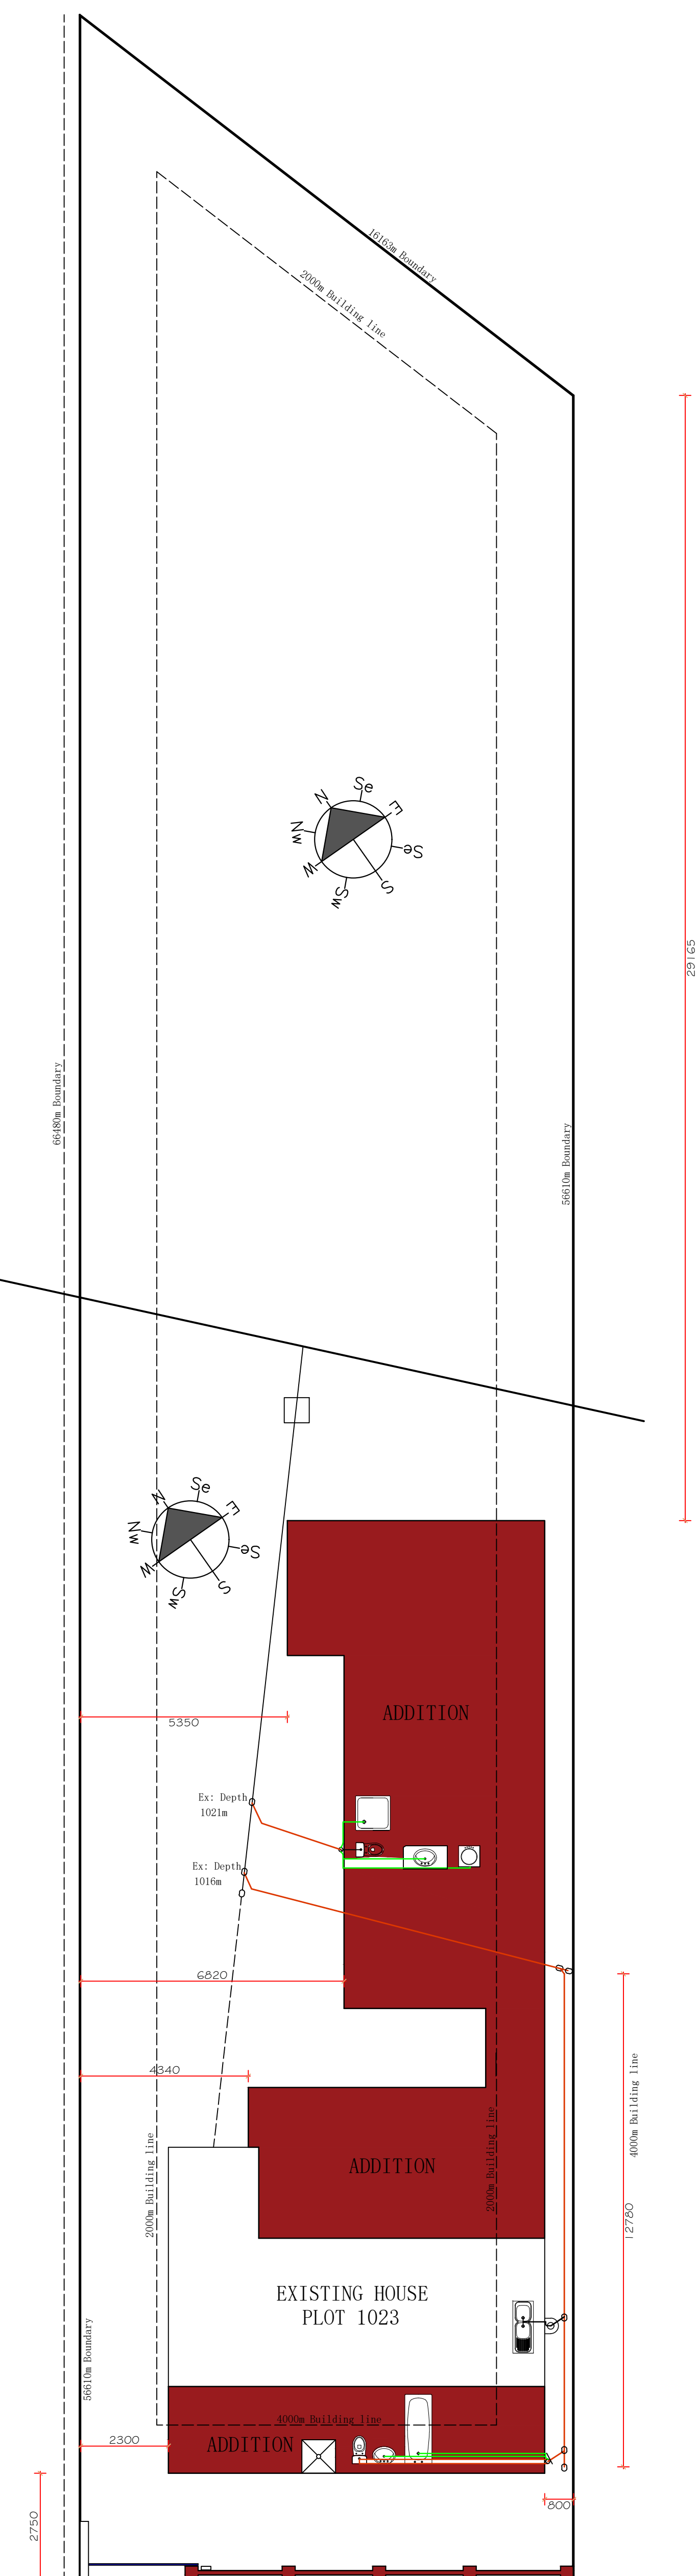 16163m Boundary
2000m Building line
Se
N
E
Nw
Se
W
S
Sw
29165
66480m Boundary
56610m Boundary
Se
N
E
Nw
Se
W
S
Sw
ADDITION
5350
Ex: Depth
1021m
Ex: Depth
1016m
6820
4340
4000m Building line
2000m Building line
2000m Building line
ADDITION
12780
EXISTING HOUSE
PLOT 1023
56610m Boundary
4000m Building line
2300
ADDITION
800
2750